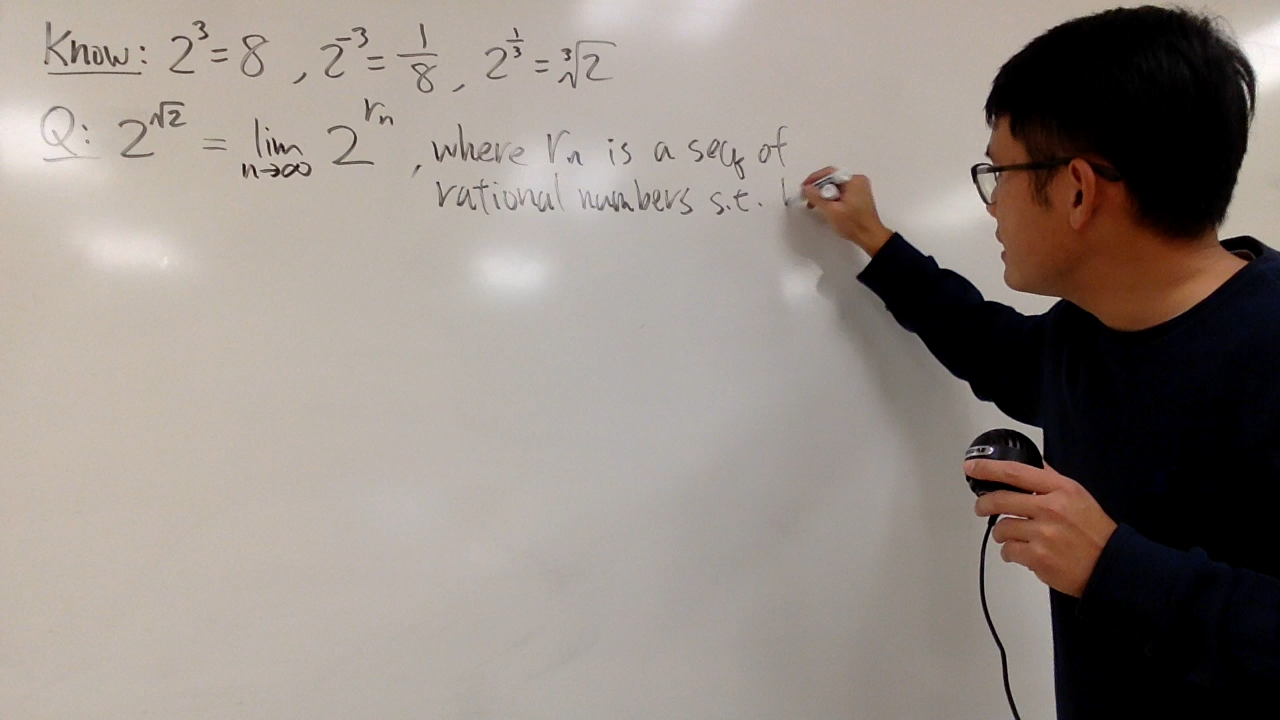 Know: 2³ = 8 , 2⁻³ = 1/8 , 2^(1/3) = ∛2
Q: 2^√2 = lim n→∞ 2^(rₙ) , where rₙ is a seq of
rational numbers s.t.